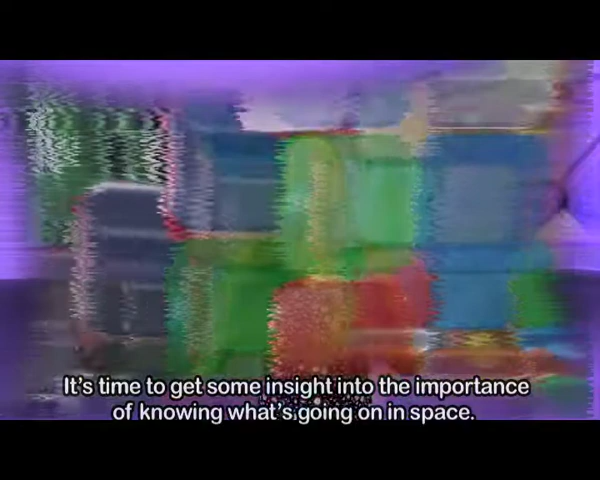 It's time to get some insight into the importance
of knowing what's going on in space.